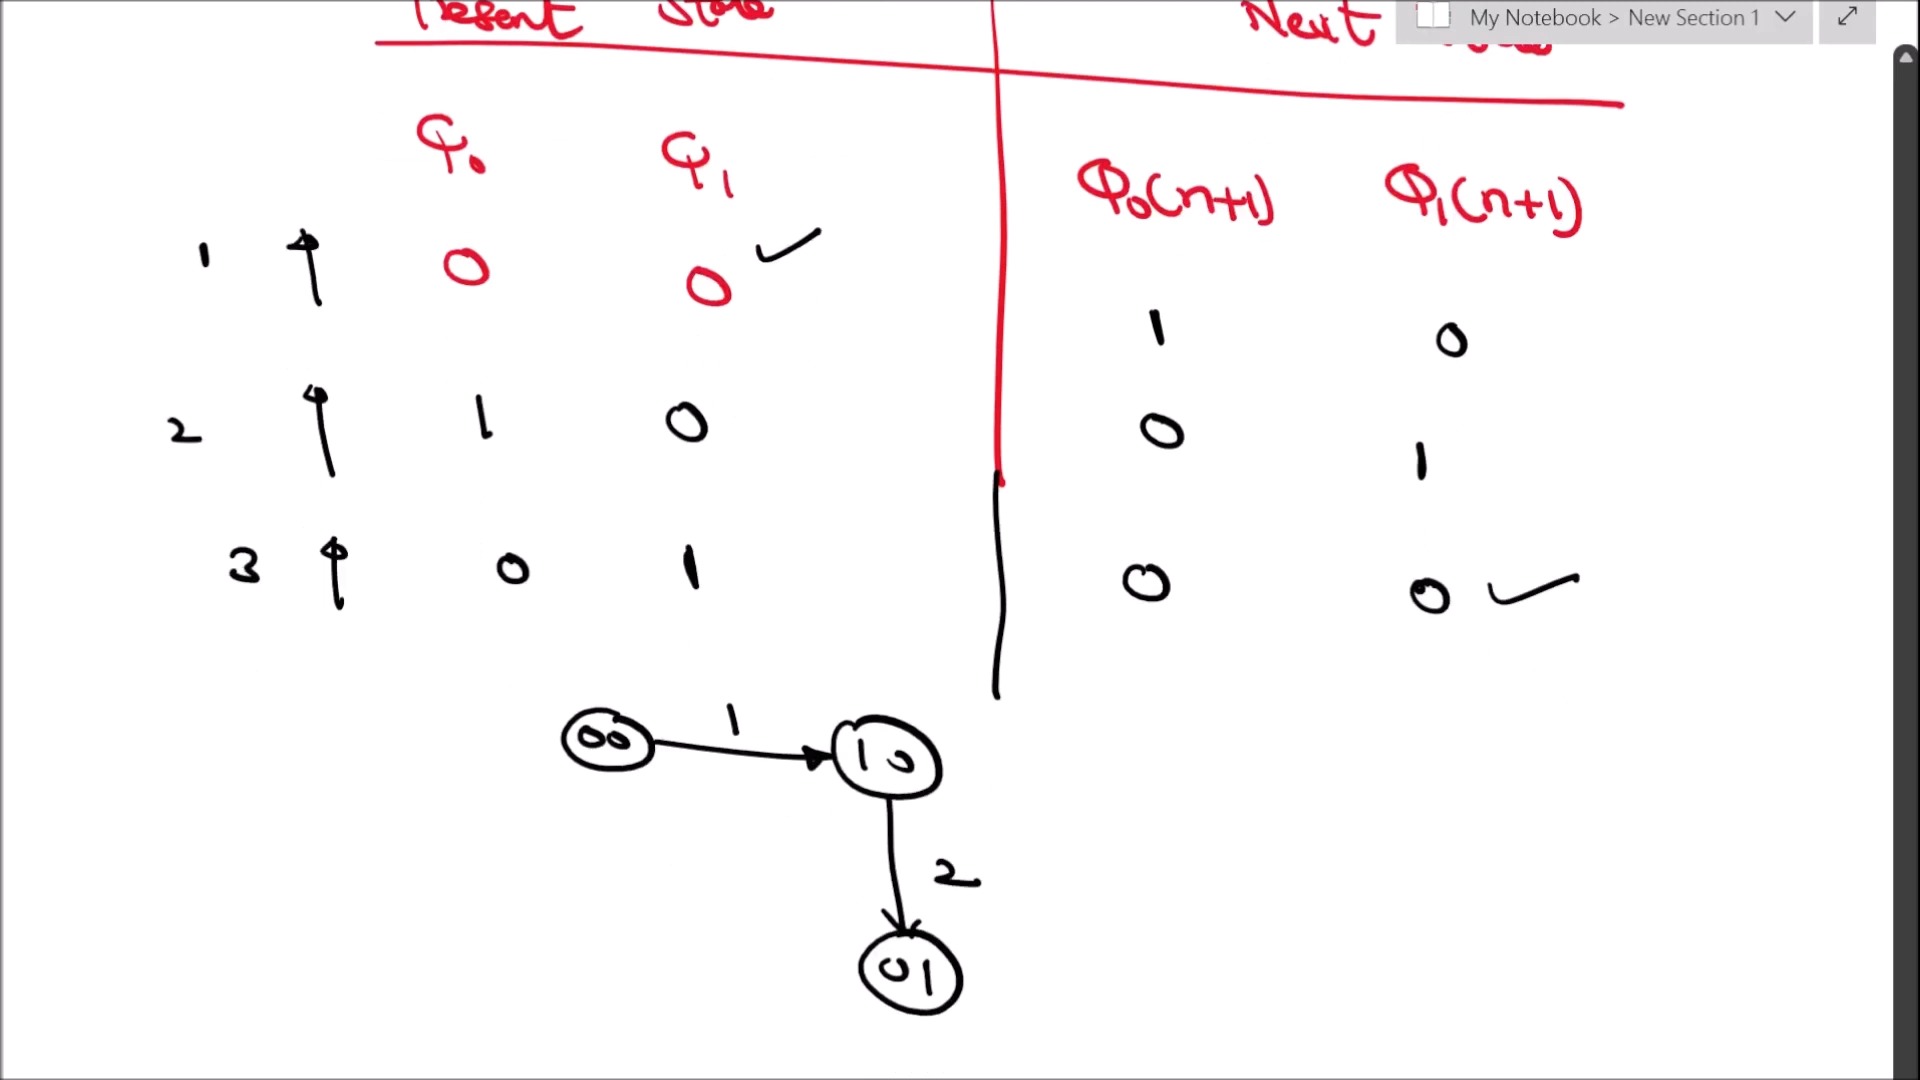 Present State Next
My Notebook > New Section 1
Q₀ Q₁ Q₀(n+1) Q₁(n+1)
1 ↑ 0 0 ✓ 1 0
2 ↑ 1 0 0 1
3 ↑ 0 1 0 0 ✓
00 1 10
2
01